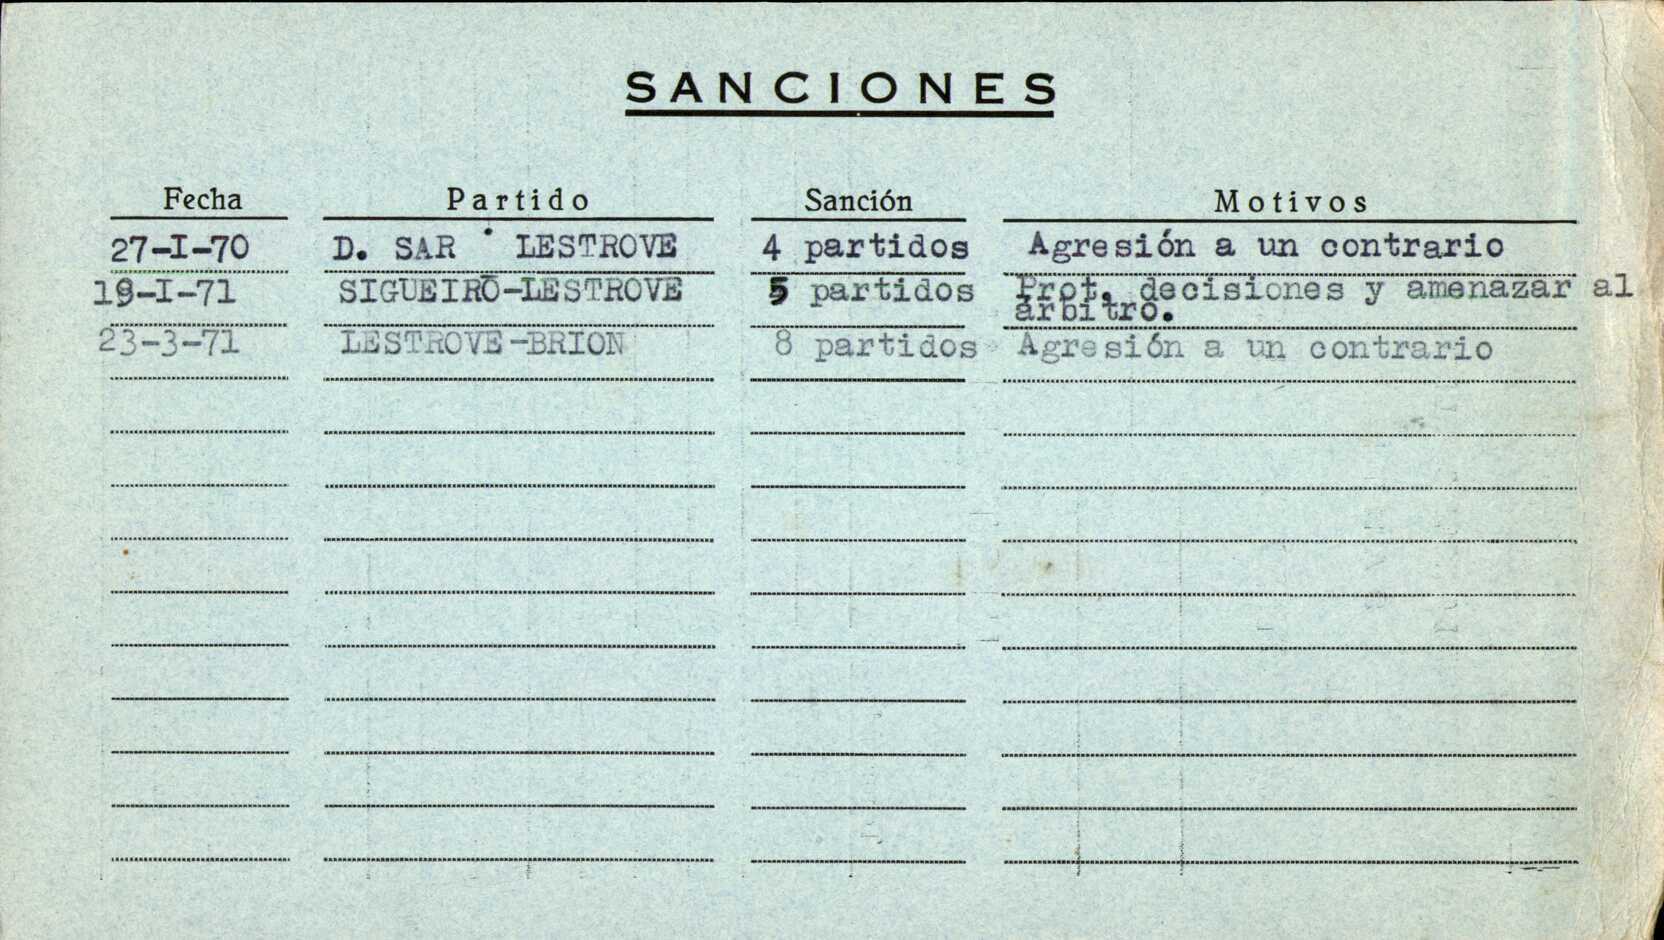 SANCIONES
Fecha Partido Sanción Motivos
27-I-70 D. SAR LESTROVE 4 partidos Agresión a un contrario
19-I-71 SIGUEIRO-LESTROVE 5 partidos Prot. decisiones y amenazar al
arbitro.
23-3-71 LESTROVE-BRION 8 partidos Agresión a un contrario